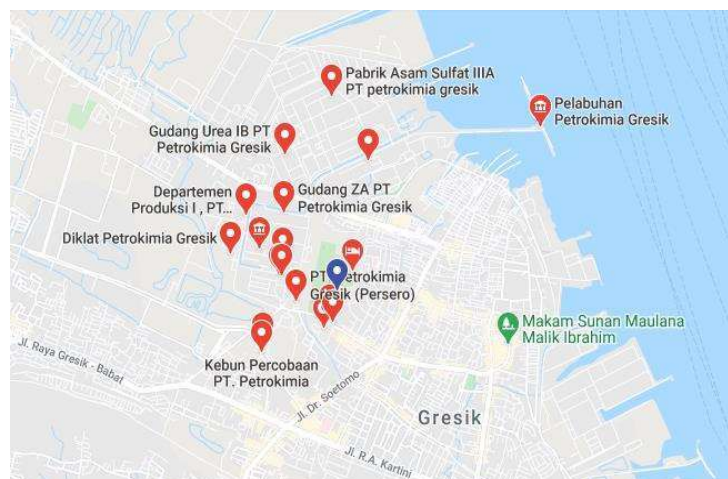 Pabrik Asam Sulfat IIIA
PT petrokimia gresik
Pelabuhan
Petrokimia Gresik
Gudang Urea IB PT
Petrokimia Gresik
Departemen
Produksi I , PT...
Gudang ZA PT
Petrokimia Gresik
Diklat Petrokimia Gresik
PT Petrokimia
Gresik (Persero)
Makam Sunan Maulana
Malik Ibrahim
Kebun Percobaan
PT. Petrokimia
Jl. Raya Gresik - Babat
Jl. Dr. Soetomo
Gresik
Jl. R.A. Kartini